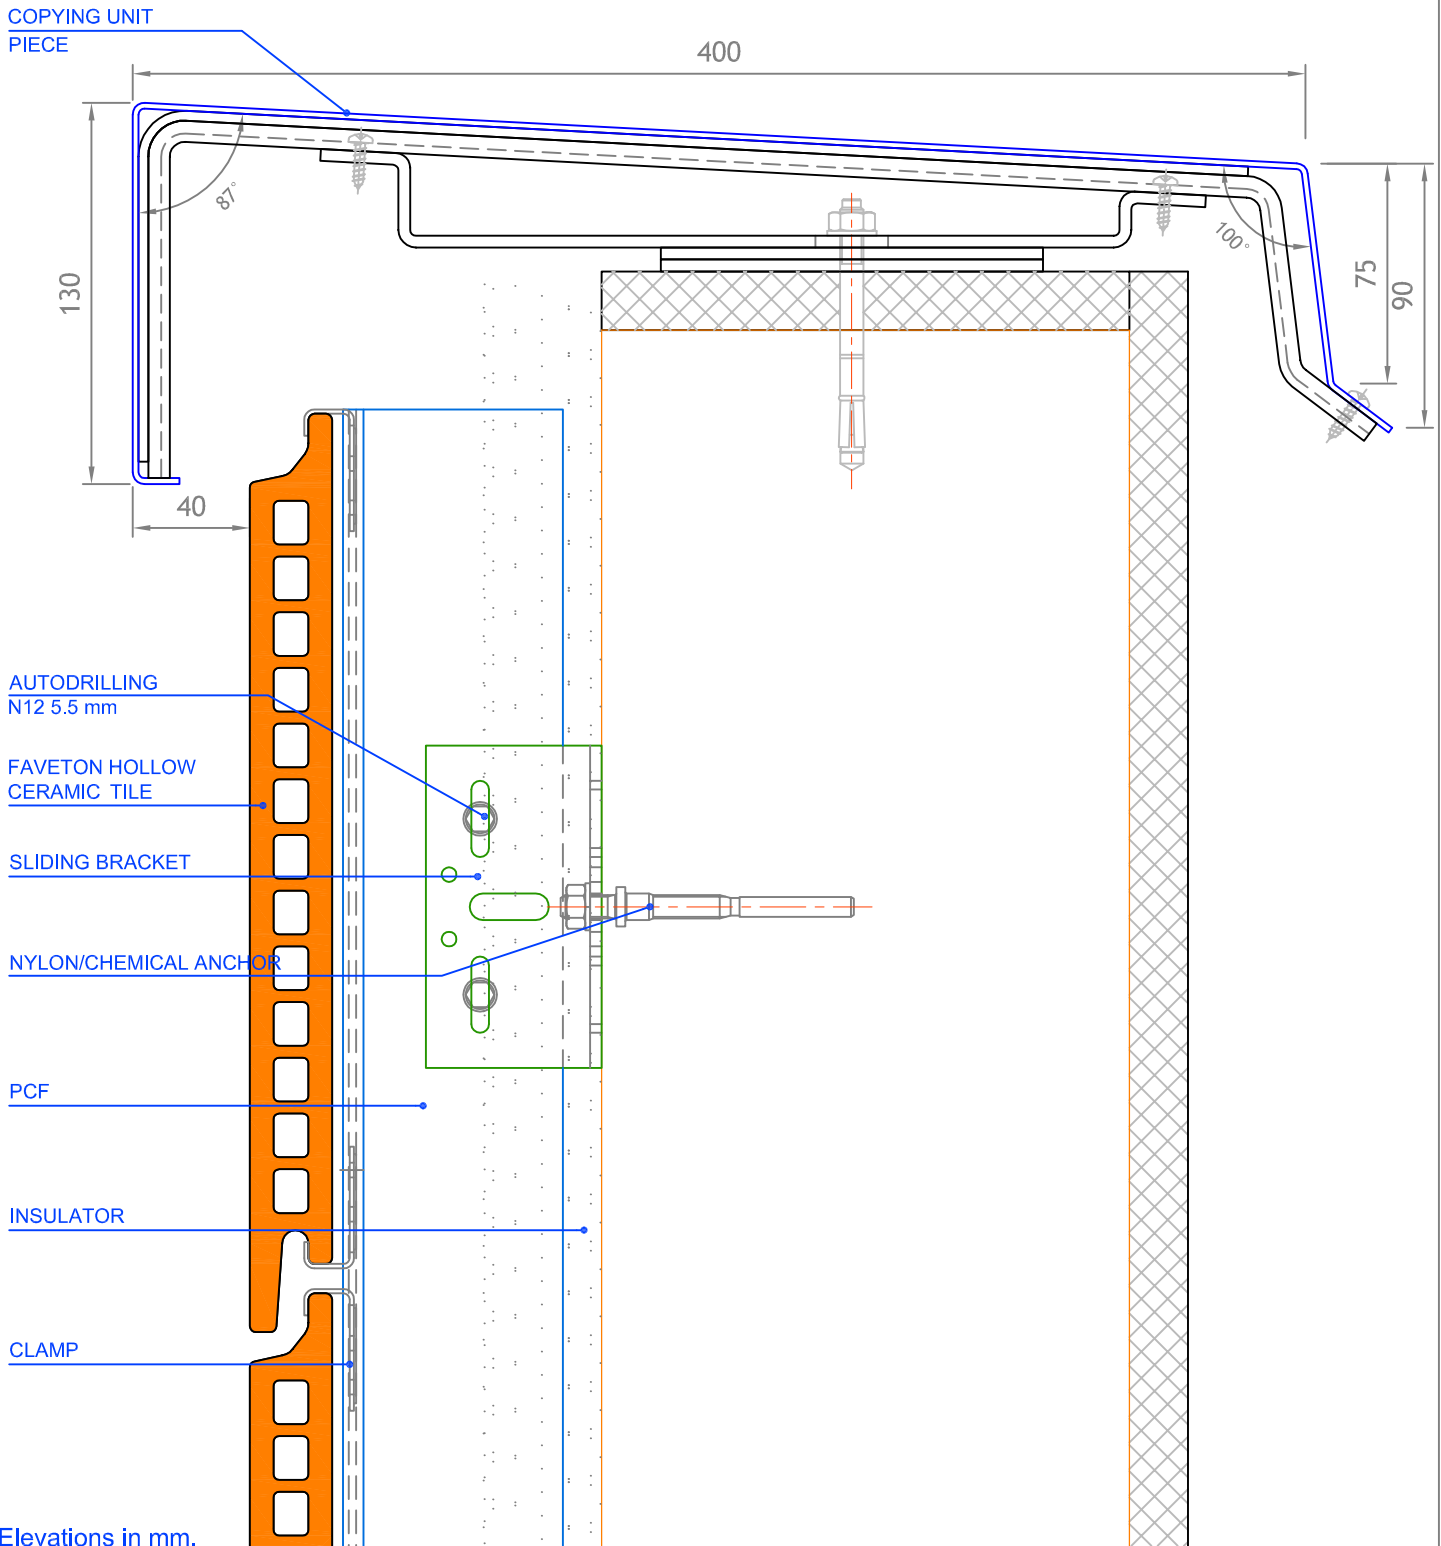 COPYING UNIT
PIECE
400
87°
100°
130
75
90
40
AUTODRILLING
N12 5.5 mm
FAVETON HOLLOW
CERAMIC TILE
SLIDING BRACKET
NYLON/CHEMICAL ANCHOR
PCF
INSULATOR
CLAMP
Elevations in mm.